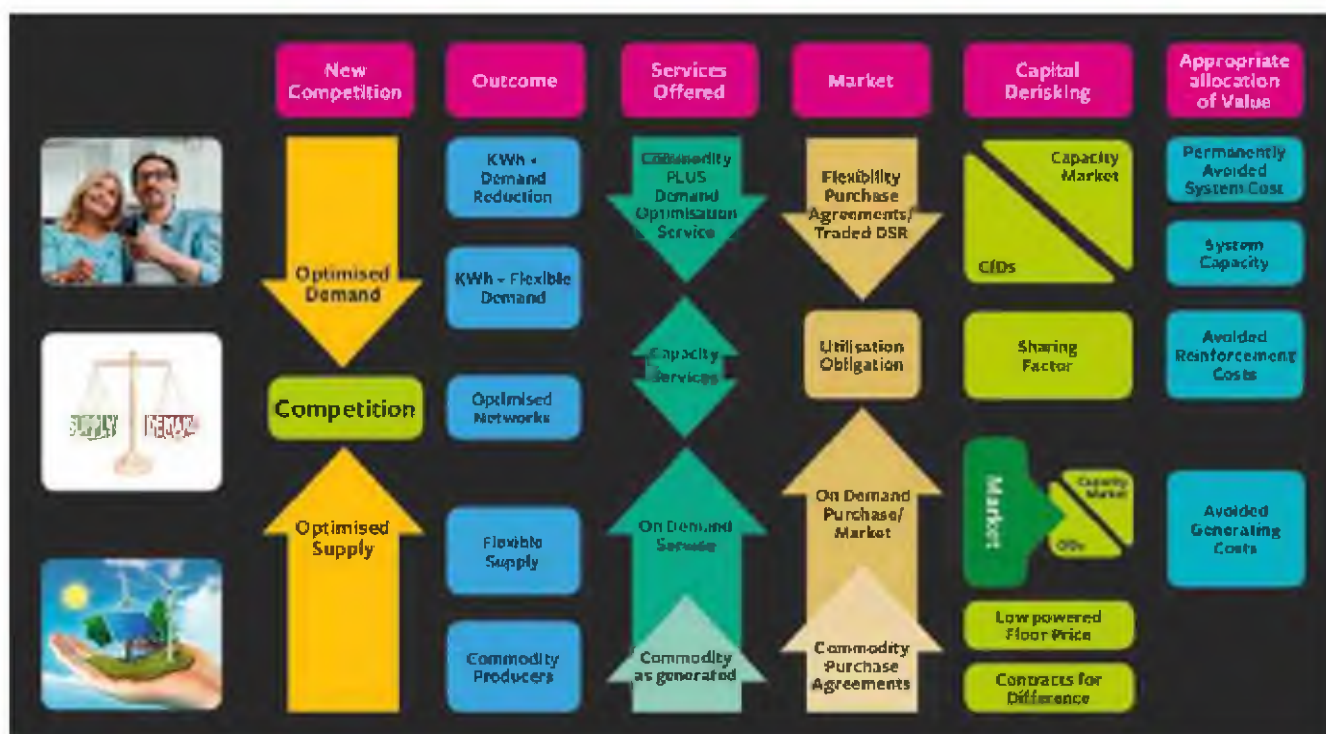 New
Competition
Outcome
Services
Offered
Market
Capital
Derisking
Appropriate
allocation
of Value
Optimised
Demand
Competition
Optimised
Supply
KWh -
Demand
Reduction
KWh - Flexible
Demand
Optimised
Networks
Flexible
Supply
Commodity
Producers
Commodity
PLUS
Demand
Optimisation
Service
Capacity
Services
On Demand
Service
Commodity
as generated
Flexibility
Purchase
Agreements/
Traded DSR
Utilisation
Obligation
On Demand
Purchase/
Market
Commodity
Purchase
Agreements
Capacity
Market
CfDs
Sharing
Factor
Market
Capacity
Market
CfDs
Low powered
Floor Price
Contracts for
Difference
Permanently
Avoided
System Cost
System
Capacity
Avoided
Reinforcement
Costs
Avoided
Generating
Costs
SUPPLY
DEMAND